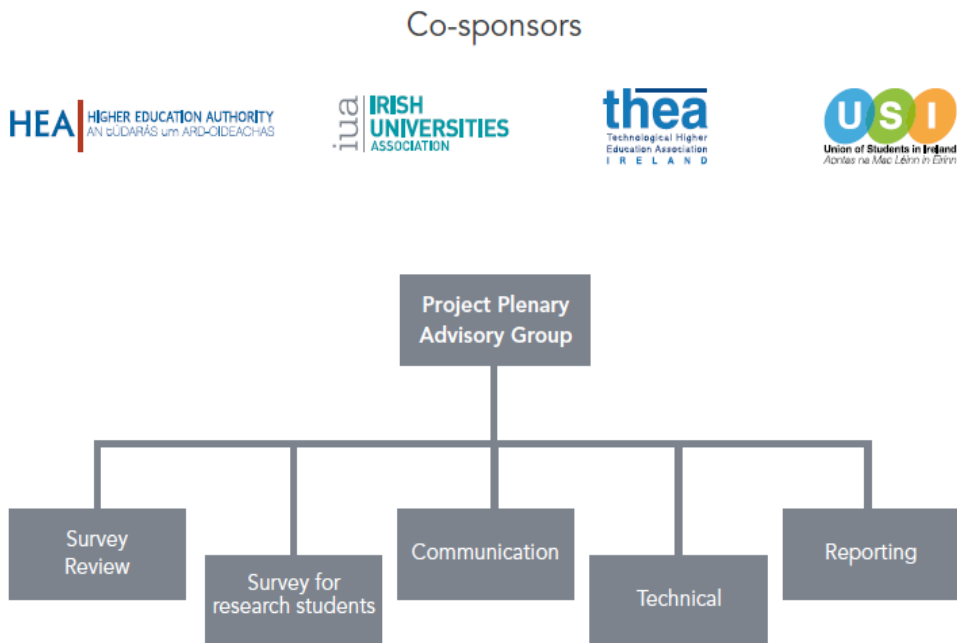 Co-sponsors
HEA
HIGHER EDUCATION AUTHORITY
AN tÚDARÁS um ARD-OIDEACHAS
iua
IRISH
UNIVERSITIES
ASSOCIATION
thea
Technological Higher
Education Association
IRELAND
USI
Union of Students in Ireland
Aontas na Mac Léinn in Éirinn
Project Plenary
Advisory Group
Survey
Review
Survey for
research students
Communication
Technical
Reporting